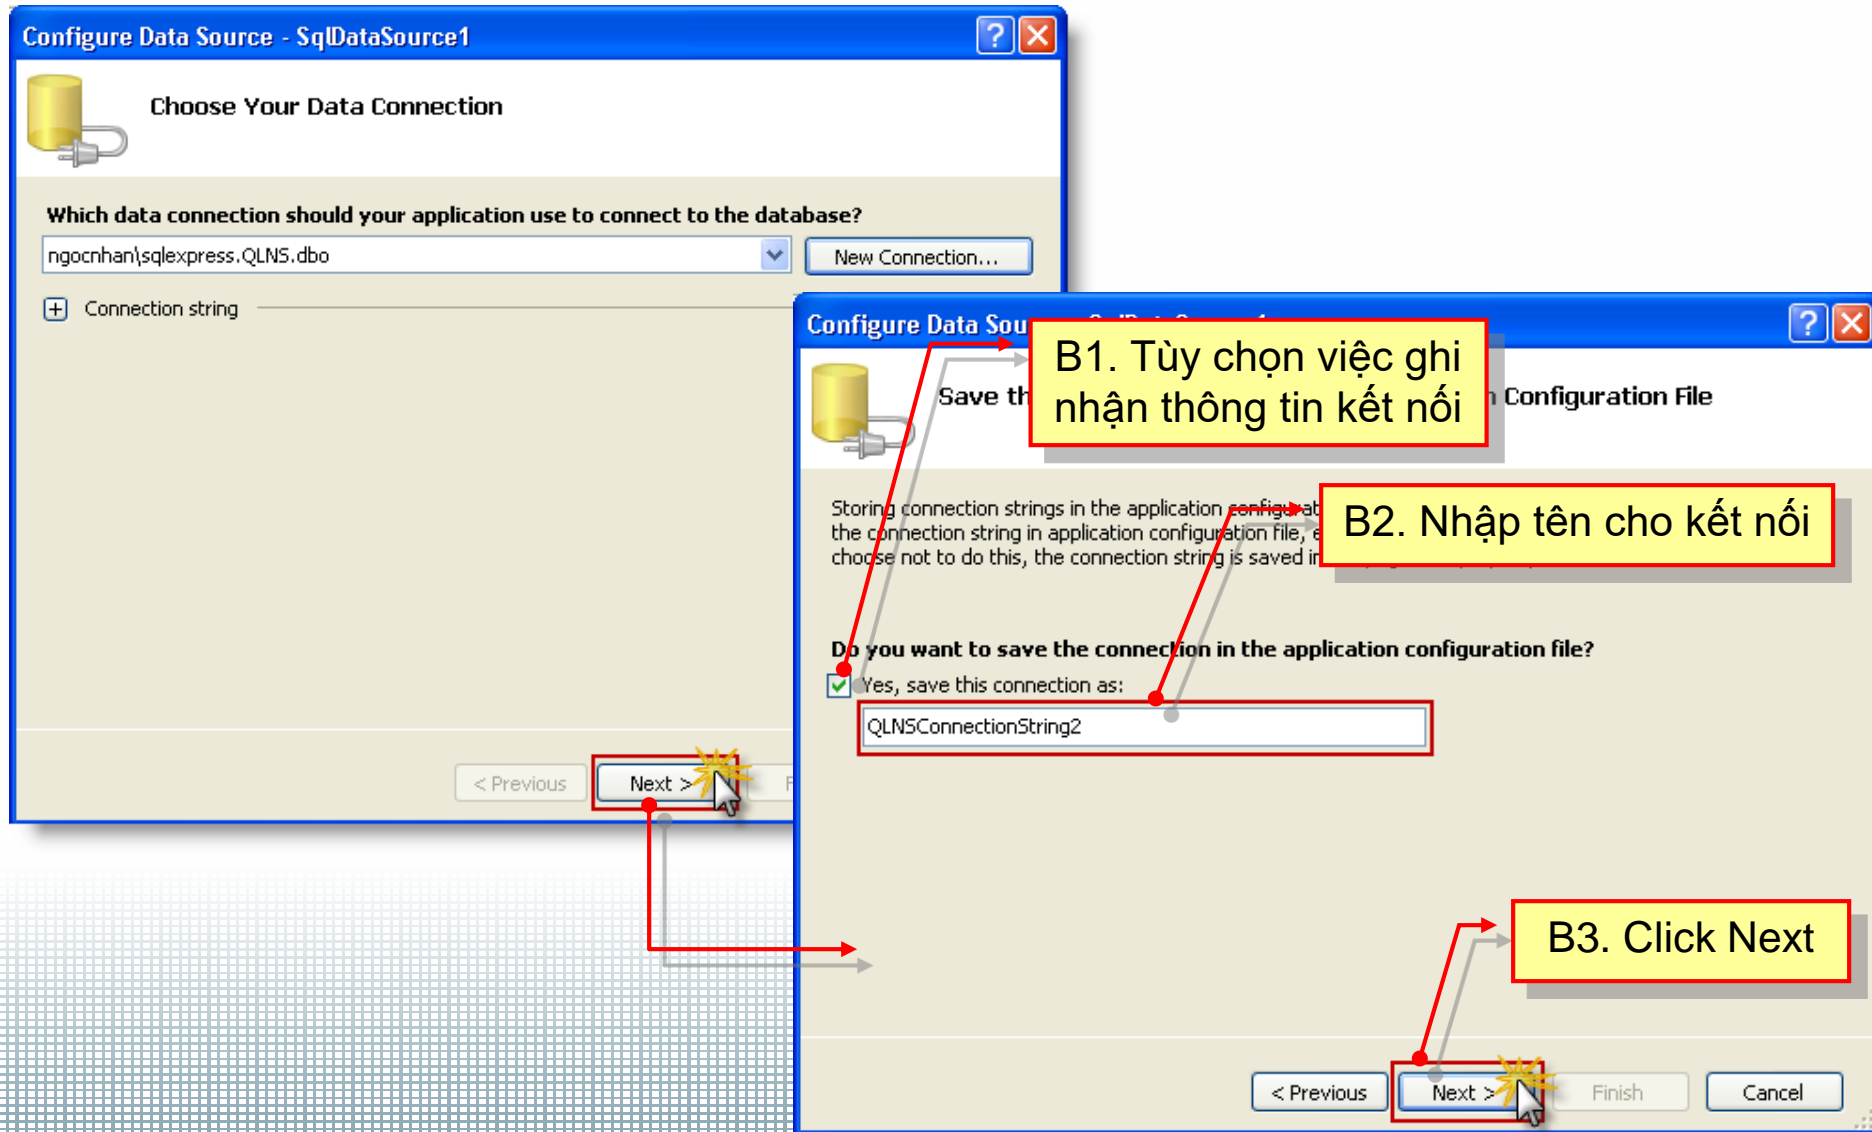 Configure Data Source - SqlDataSource1
Choose Your Data Connection
Which data connection should your application use to connect to the database?
ngocnhan\sqlexpress.QLNS.dbo
New Connection...
Connection string
< Previous
Next >
Configure Data Sou
B1. Tùy chọn việc ghi
nhận thông tin kết nối
Save th
Configuration File
Storing connection strings in the application
the connection string in application configuration file,
choose not to do this, the connection string is saved in
B2. Nhập tên cho kết nối
Do you want to save the connection in the application configuration file?
Yes, save this connection as:
QLNSConnectionString2
B3. Click Next
< Previous
Next >
Finish
Cancel